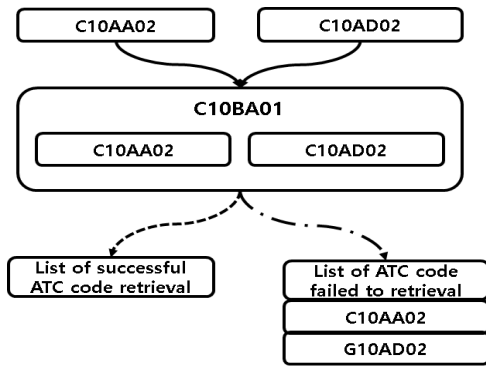 C10AA02
C10AD02
C10BA01
C10AA02
C10AD02
List of successful
ATC code retrieval
List of ATC code
failed to retrieval
C10AA02
G10AD02